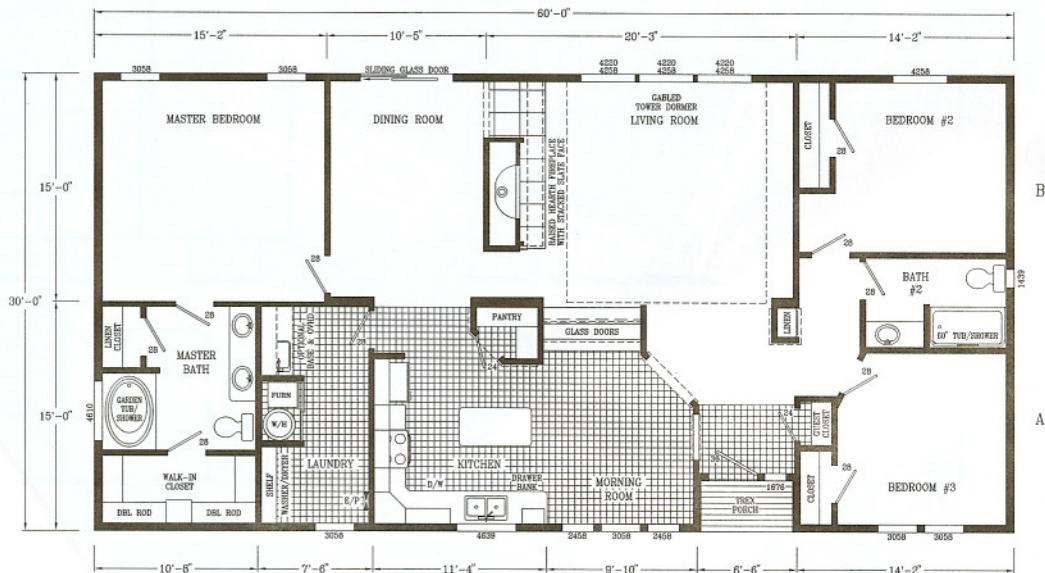 60'-0"
15'-2" 10'-5" 20'-3" 14'-2"
3058 3058 SLIDING GLASS DOOR 4220 4220 4220
4258 4258 4258 4258
MASTER BEDROOM
DINING ROOM
GABLED
TOWER DORMER
LIVING ROOM
BEDROOM #2
CLOSET
28
15'-0"
B
RAISED HEARTH FIREPLACE
WITH STACKED SLATE FACE
28
28
28
BATH
#2
1439
30'-0"
LINEN
CLOSET
28
28
MASTER
BATH
OPTIONAL
BASE & OVHD
28
PANTRY
24
GLASS DOORS
LINEN
60" TUB/SHOWER
28
GARDEN
TUB/
SHOWER
4610
FURN
W/H
15'-0"
A
24
GUEST
CLOSET
28
WALK-IN
CLOSET
DBL ROD DBL ROD
SHELF
WASHER/DRYER
LAUNDRY
E/P
KITCHEN
D/W
DRAWER
BANK
MORNING
ROOM
36
1676
TREX
PORCH
CLOSET
28
BEDROOM #3
3058 4639 2458 3058 2458 3058 3058
7'-6" 11'-4" 9'-10" 6'-6" 14'-2"